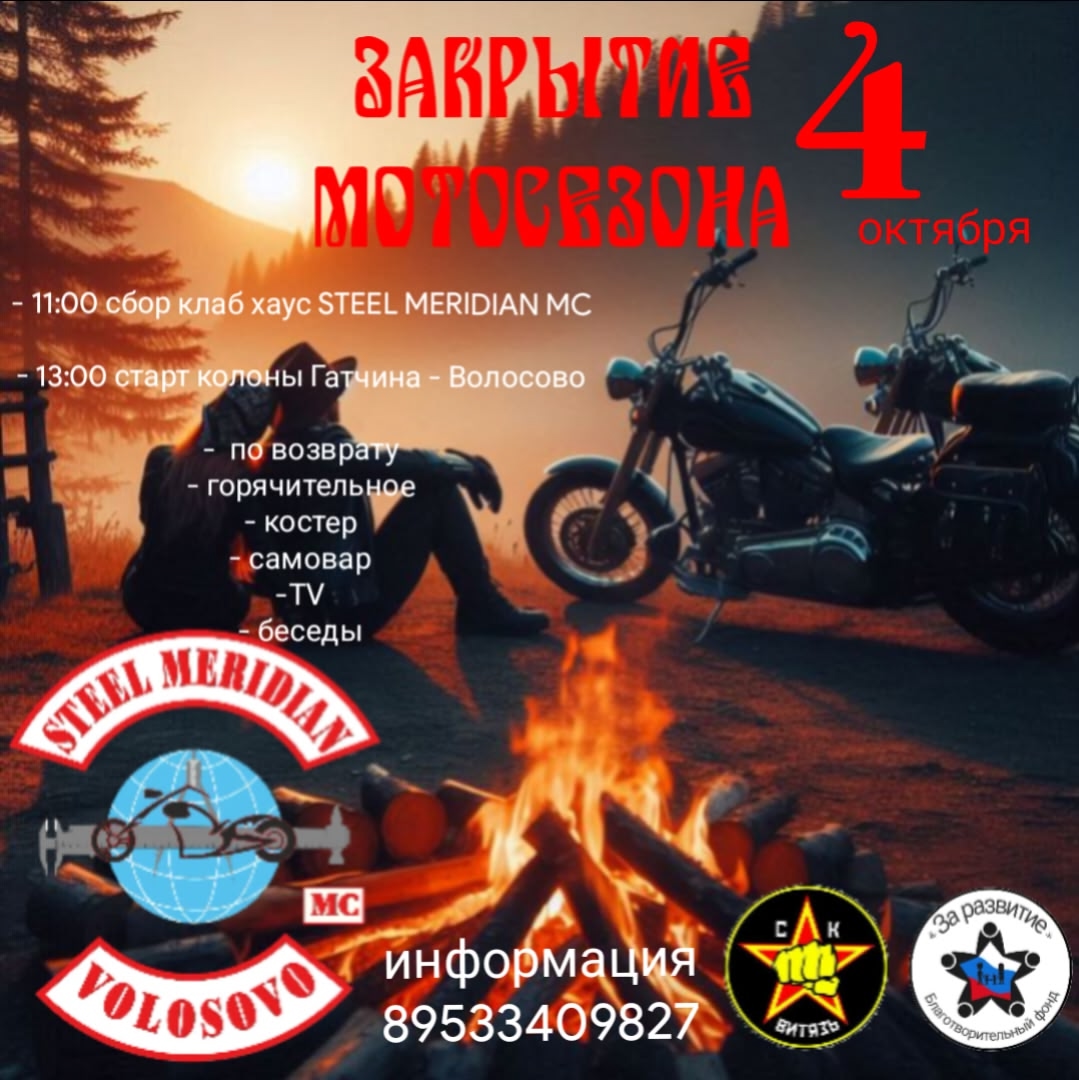 ЗАКРЫТИЕ
МОТОСЕЗОНА
4
октября
- 11:00 сбор клаб хаус STEEL MERIDIAN MC
- 13:00 старт колоны Гатчина - Волосово
- по возврату
- горячительное
- костер
- самовар
-TV
- беседы
STEEL MERIDIAN
MC
VOLOSOVO
информация
89533409827
С К
ВИТЯЗЬ
«За развитие»
Благотворительный фонд